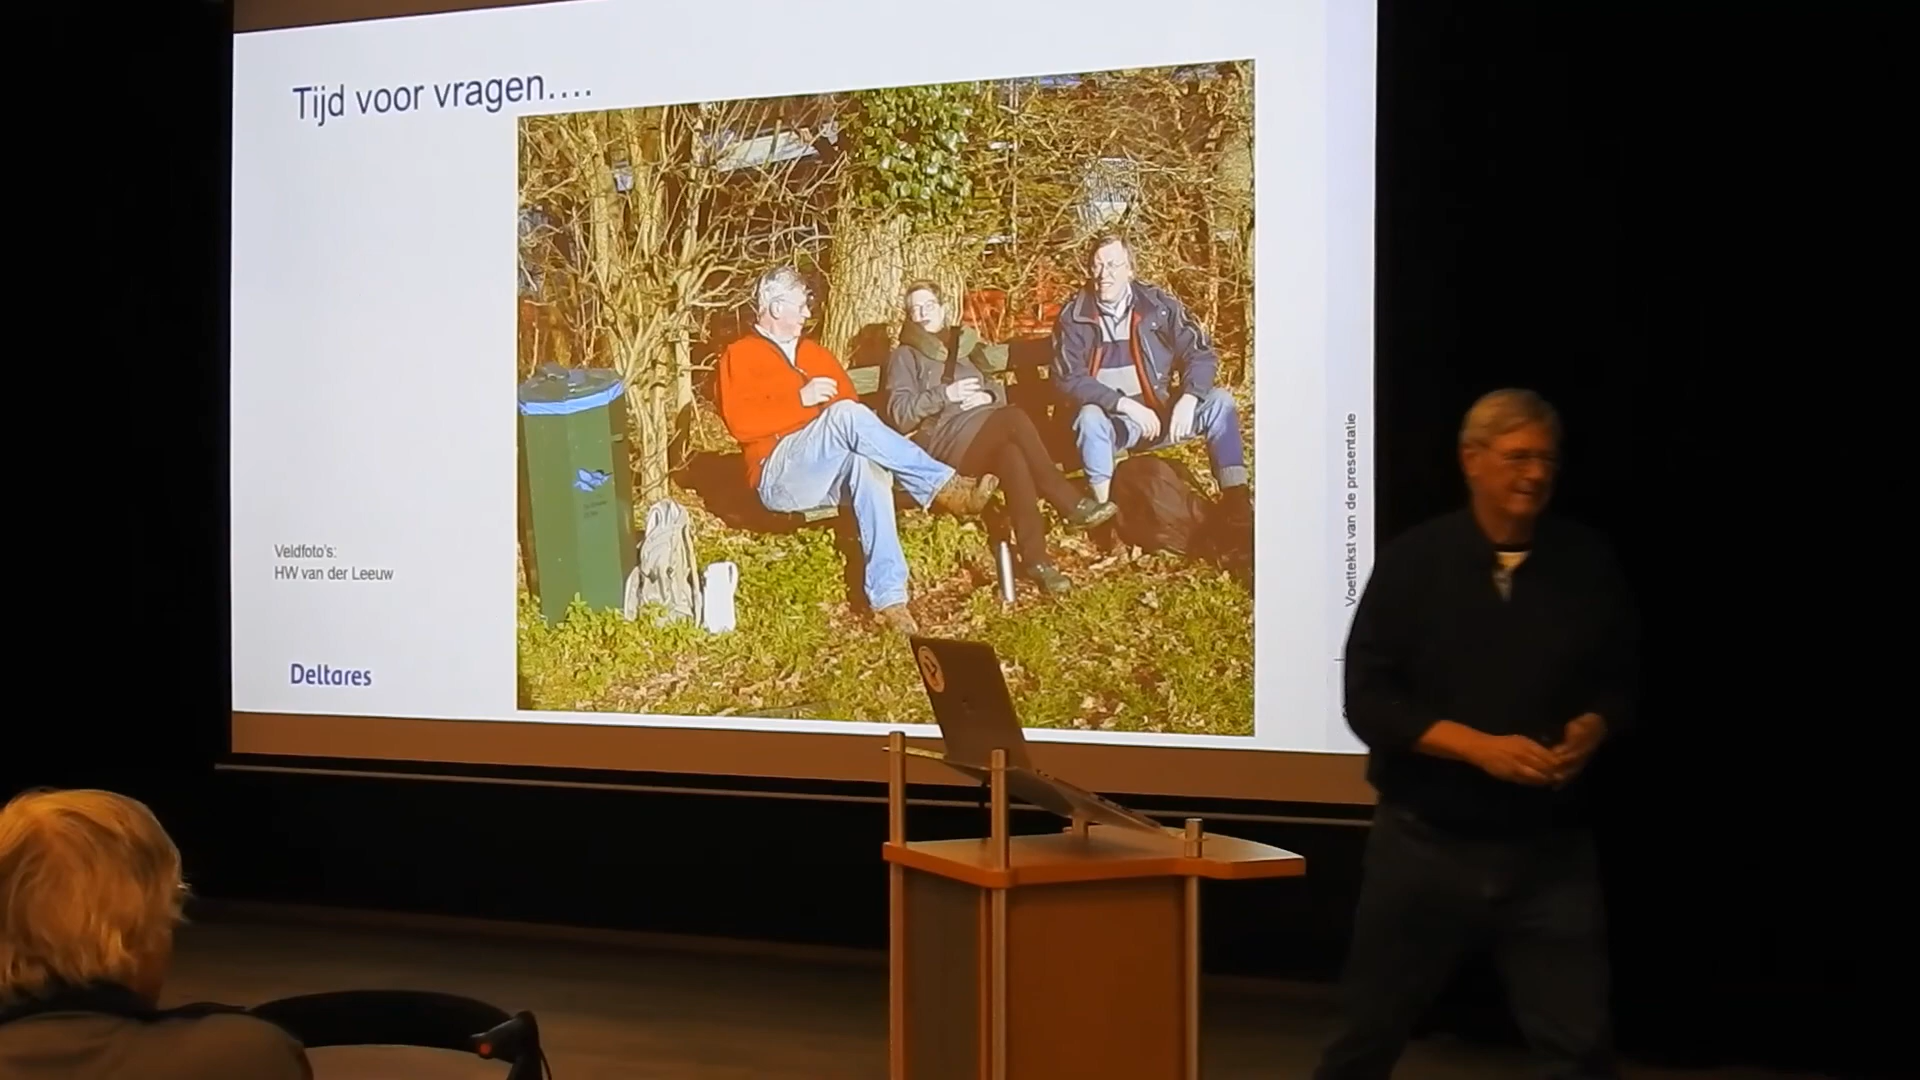 Tijd voor vragen....
Veldfoto's:
HW van der Leeuw
Deltares
Voettekst van de presentatie